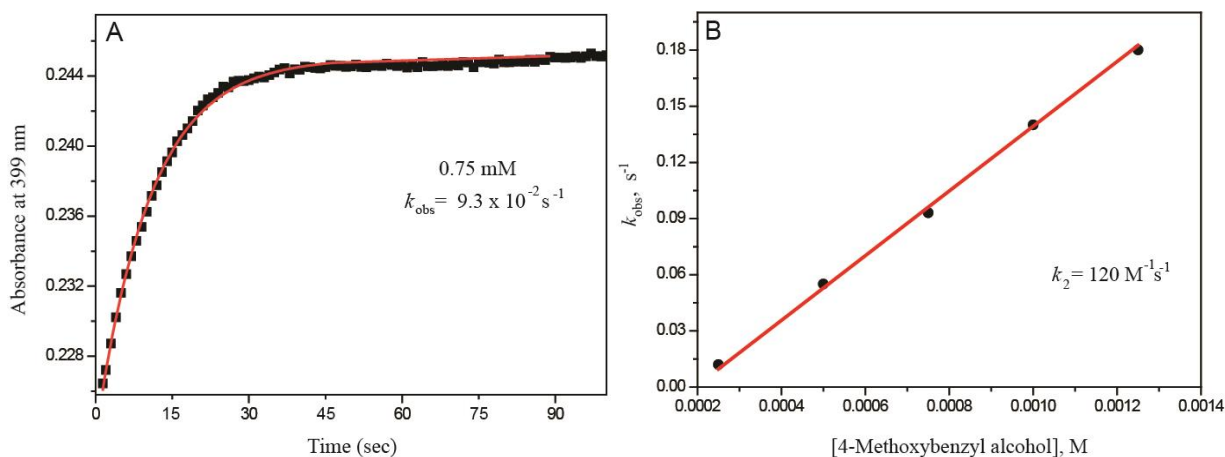 A
0.244
0.240
0.236
0.232
0.228
Absorbance at 399 nm
0.75 mM
k_obs= 9.3 x 10⁻² s⁻¹
0 15 30 45 60 75 90
Time (sec)
B
0.18
0.15
0.12
0.09
0.06
0.03
0.00
k_obs, s⁻¹
k₂= 120 M⁻¹s⁻¹
0.0002 0.0004 0.0006 0.0008 0.0010 0.0012 0.0014
[4-Methoxybenzyl alcohol], M